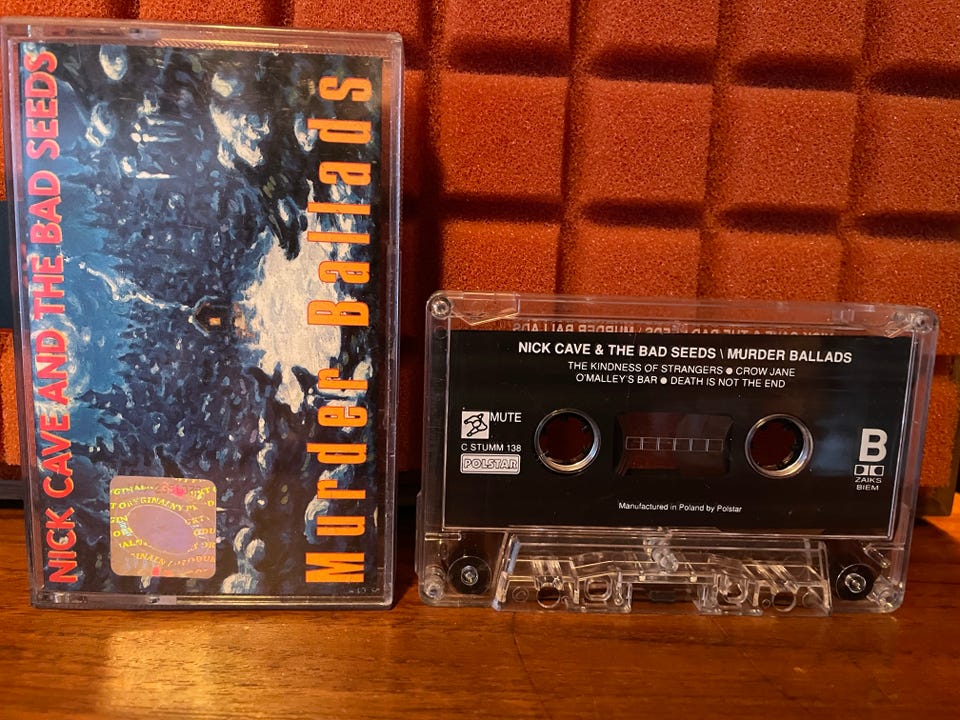 NICK CAVE AND THE BAD SEEDS
Murder Ballads
NICK CAVE & THE BAD SEEDS \ MURDER BALLADS
THE KINDNESS OF STRANGERS ● CROW JANE
O'MALLEY'S BAR ● DEATH IS NOT THE END
MUTE
C STUMM 138
POLSTAR
B
ZAIKS
BIEM
Manufactured in Poland by Polstar